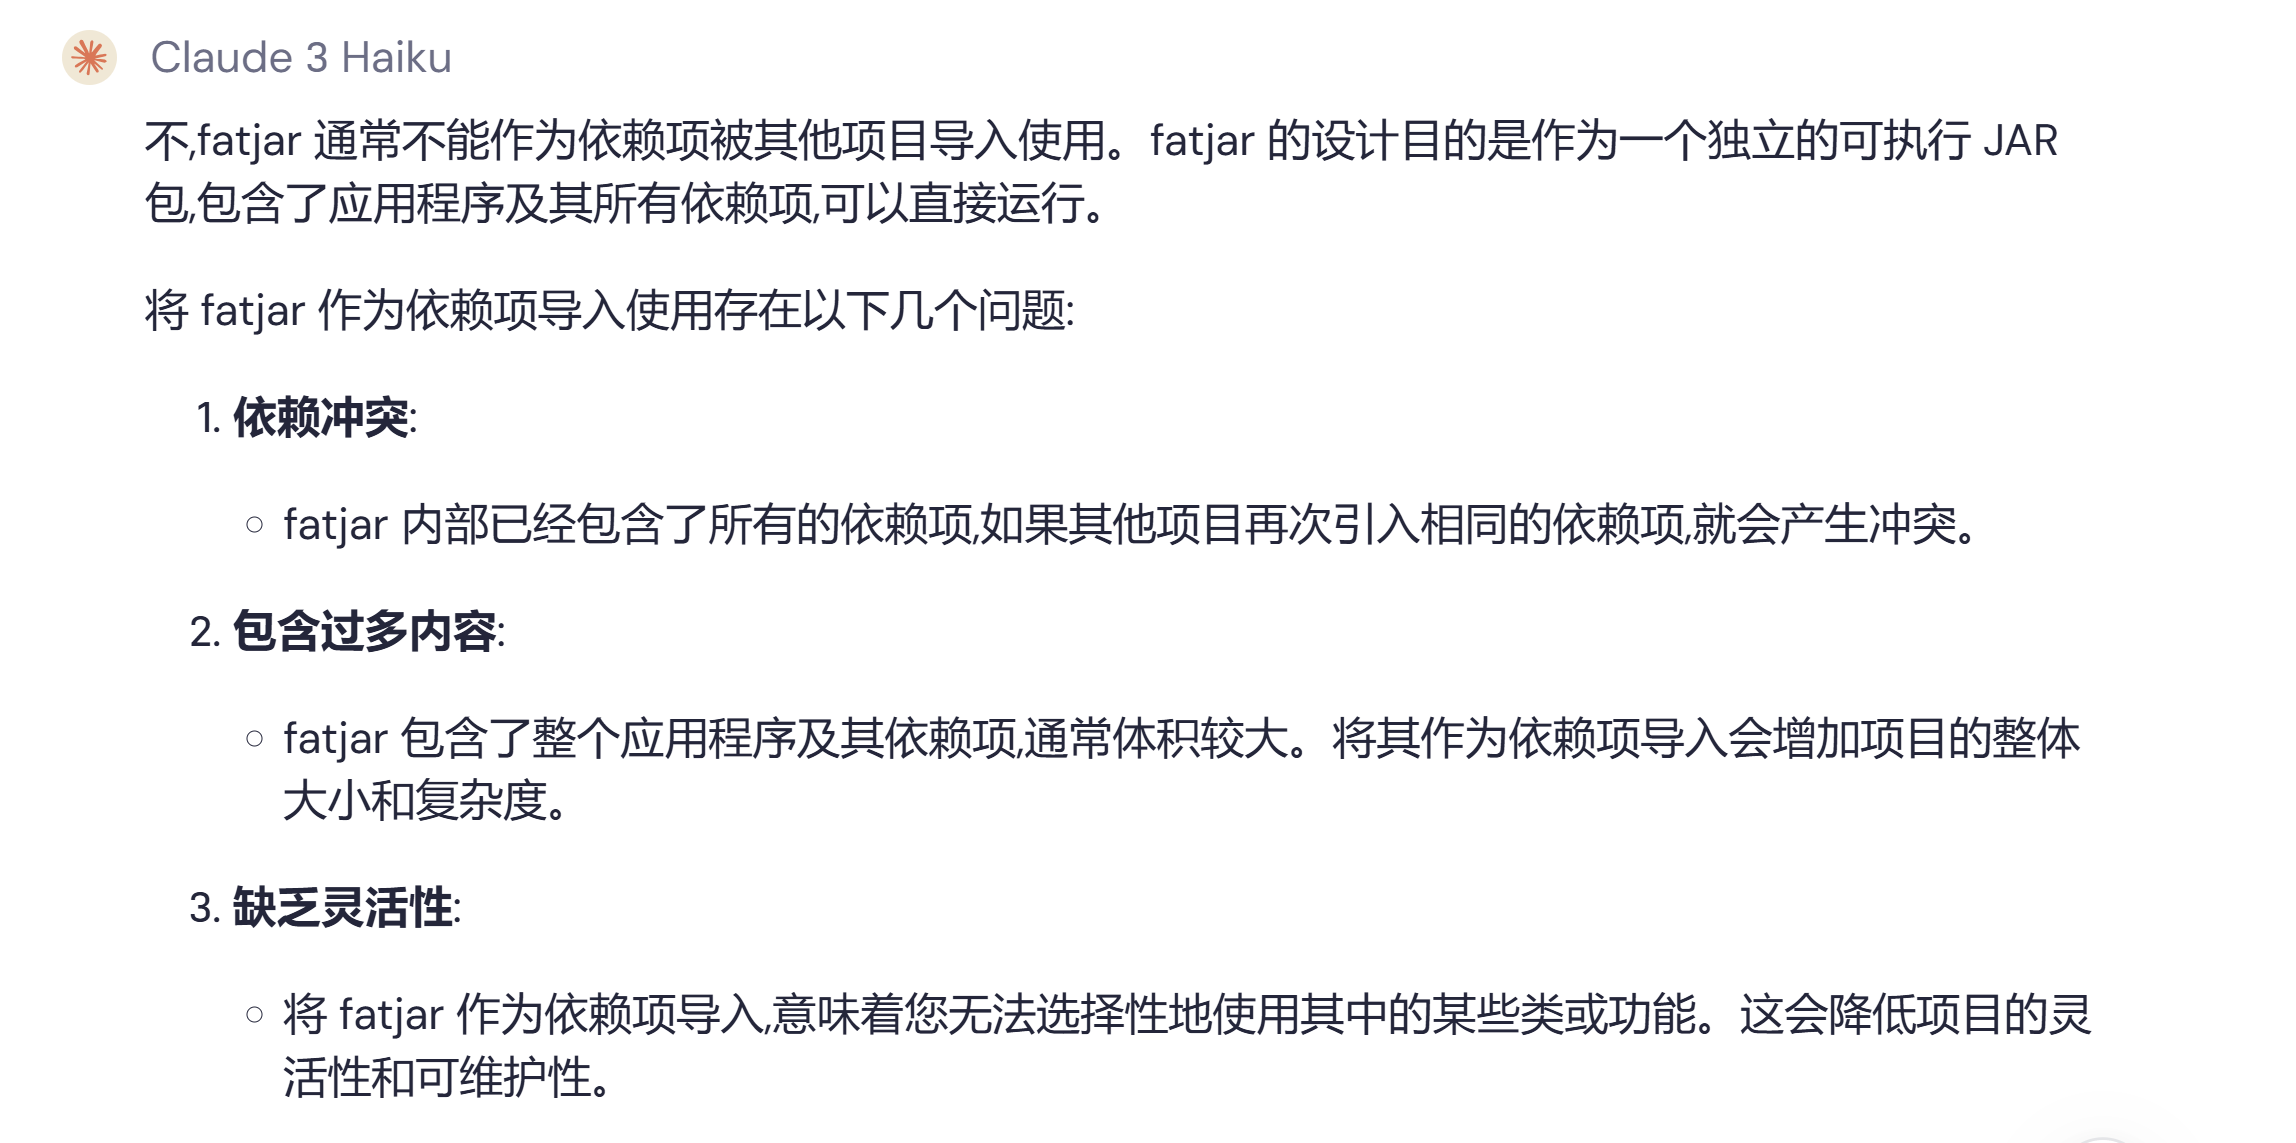 Claude 3 Haiku
不,fatjar 通常不能作为依赖项被其他项目导入使用。fatjar 的设计目的是作为一个独立的可执行 JAR
包,包含了应用程序及其所有依赖项,可以直接运行。
将 fatjar 作为依赖项导入使用存在以下几个问题:
1. 依赖冲突:
○ fatjar 内部已经包含了所有的依赖项,如果其他项目再次引入相同的依赖项,就会产生冲突。
2. 包含过多内容:
○ fatjar 包含了整个应用程序及其依赖项,通常体积较大。将其作为依赖项导入会增加项目的整体
大小和复杂度。
3. 缺乏灵活性:
○ 将 fatjar 作为依赖项导入,意味着您无法选择性地使用其中的某些类或功能。这会降低项目的灵
活性和可维护性。